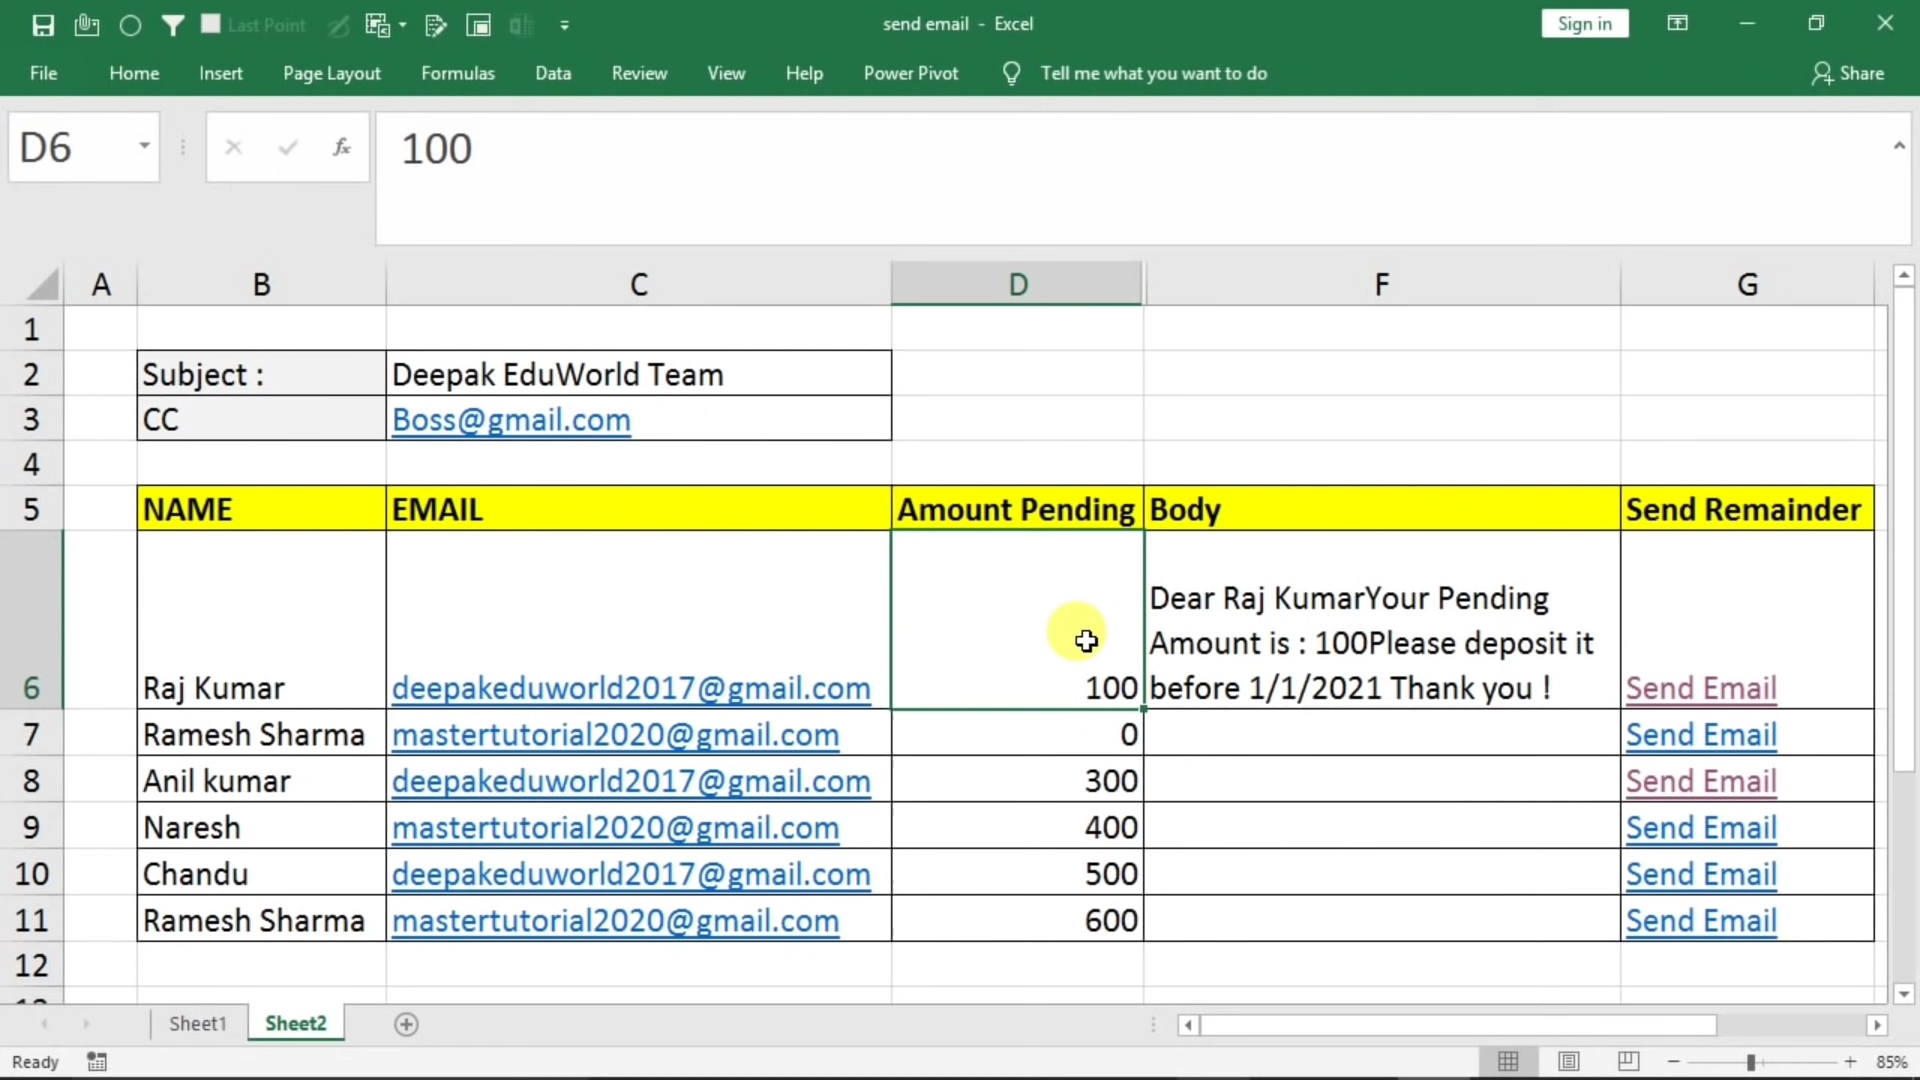 Last Point
send email - Excel
Sign in
File Home Insert Page Layout Formulas Data Review View Help Power Pivot Tell me what you want to do Share
D6 fx 100
A B C D F G
1
2 Subject : Deepak EduWorld Team
3 CC Boss@gmail.com
4
5 NAME EMAIL Amount Pending Body Send Remainder
Dear Raj KumarYour Pending
Amount is : 100Please deposit it
6 Raj Kumar deepakeduworld2017@gmail.com 100 before 1/1/2021 Thank you ! Send Email
7 Ramesh Sharma mastertutorial2020@gmail.com 0 Send Email
8 Anil kumar deepakeduworld2017@gmail.com 300 Send Email
9 Naresh mastertutorial2020@gmail.com 400 Send Email
10 Chandu deepakeduworld2017@gmail.com 500 Send Email
11 Ramesh Sharma mastertutorial2020@gmail.com 600 Send Email
12
Sheet1 Sheet2
Ready 85%